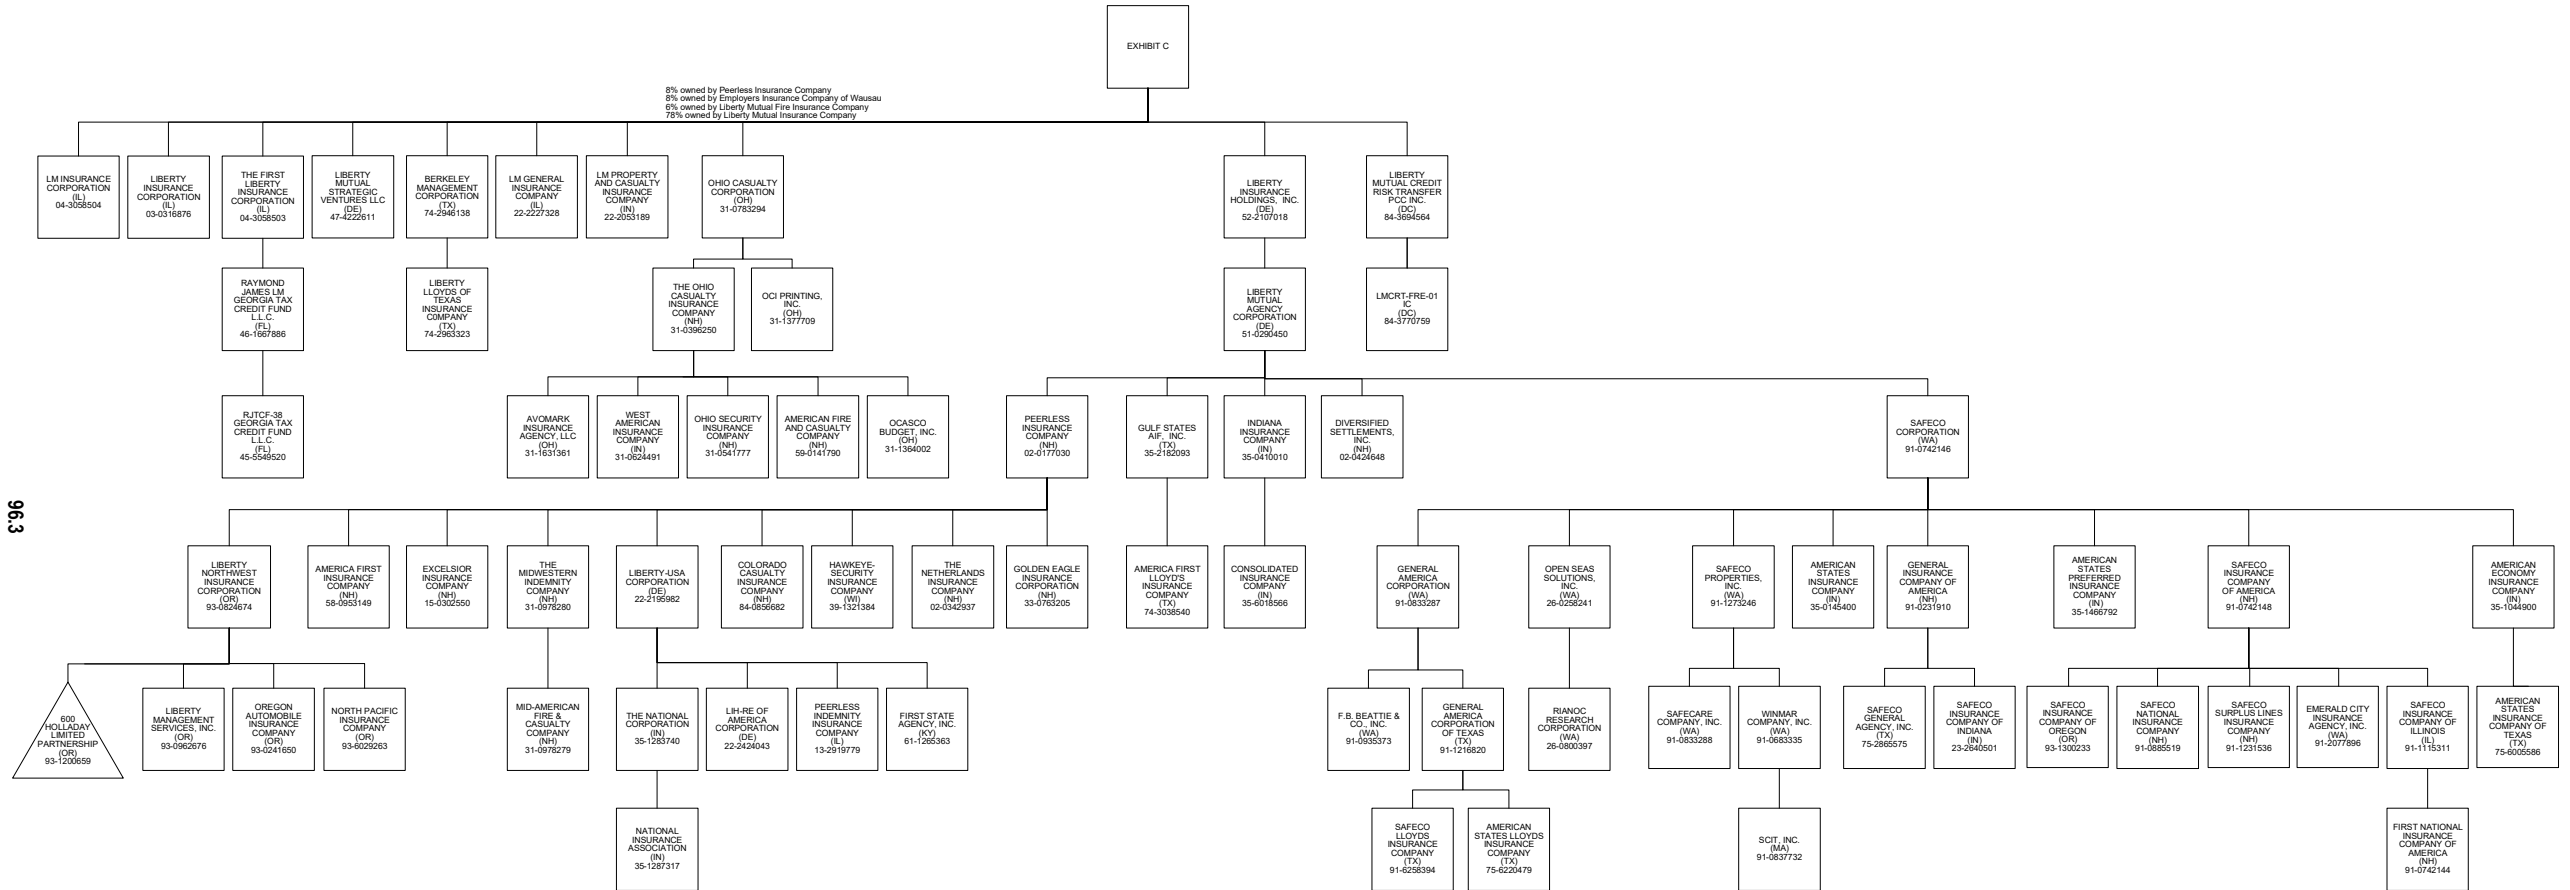 EXHIBIT C
8% owned by Peerless Insurance Company
8% owned by Employers Insurance Company of Wausau
6% owned by Liberty Mutual Fire Insurance Company
78% owned by Liberty Mutual Insurance Company
LM INSURANCE
CORPORATION
(IL)
04-3058504
LIBERTY
INSURANCE
CORPORATION
(IL)
03-0316876
THE FIRST
LIBERTY
INSURANCE
CORPORATION
(IL)
04-3058503
LIBERTY
MUTUAL
STRATEGIC
VENTURES LLC
(DE)
47-4222611
BERKELEY
MANAGEMENT
CORPORATION
(TX)
74-2946138
LM GENERAL
INSURANCE
COMPANY
(IL)
22-2227328
LM PROPERTY
AND CASUALTY
INSURANCE
COMPANY
(IN)
22-2053189
OHIO CASUALTY
CORPORATION
(OH)
31-0783294
LIBERTY
INSURANCE
HOLDINGS, INC.
(DE)
52-2107018
LIBERTY
MUTUAL CREDIT
RISK TRANSFER
PCC INC.
(DC)
84-3694564
RAYMOND
JAMES LM
GEORGIA TAX
CREDIT FUND
L.L.C.
(FL)
46-1667886
LIBERTY
LLOYDS OF
TEXAS
INSURANCE
COMPANY
(TX)
74-2963323
THE OHIO
CASUALTY
INSURANCE
COMPANY
(NH)
31-0396250
OCI PRINTING,
INC.
(OH)
31-1377709
LIBERTY
MUTUAL
AGENCY
CORPORATION
(DE)
51-0290450
LMCRT-FRE-01
IC
(DC)
84-3770759
RJTCF-38
GEORGIA TAX
CREDIT FUND
L.L.C.
(FL)
45-5549520
AVOMARK
INSURANCE
AGENCY, LLC
(OH)
31-1631361
WEST
AMERICAN
INSURANCE
COMPANY
(IN)
31-0624491
OHIO SECURITY
INSURANCE
COMPANY
(NH)
31-0541777
AMERICAN FIRE
AND CASUALTY
COMPANY
(NH)
59-0141790
OCASCO
BUDGET, INC.
(OH)
31-1364002
PEERLESS
INSURANCE
COMPANY
(NH)
02-0177030
GULF STATES
AIF, INC.
(TX)
35-2182093
INDIANA
INSURANCE
COMPANY
(IN)
35-0410010
DIVERSIFIED
SETTLEMENTS,
INC.
(NH)
02-0424648
SAFECO
CORPORATION
(WA)
91-0742146
96.3
LIBERTY
NORTHWEST
INSURANCE
CORPORATION
(OR)
93-0824674
AMERICA FIRST
INSURANCE
COMPANY
(NH)
58-0953149
EXCELSIOR
INSURANCE
COMPANY
(NH)
15-0302550
THE
MIDWESTERN
INDEMNITY
COMPANY
(NH)
31-0978280
LIBERTY-USA
CORPORATION
(DE)
22-2195982
COLORADO
CASUALTY
INSURANCE
COMPANY
(NH)
84-0856682
HAWKEYE-
SECURITY
INSURANCE
COMPANY
(WI)
39-1321384
THE
NETHERLANDS
INSURANCE
COMPANY
(NH)
02-0342937
GOLDEN EAGLE
INSURANCE
CORPORATION
(NH)
33-0763205
AMERICA FIRST
LLOYD'S
INSURANCE
COMPANY
(TX)
74-3038540
CONSOLIDATED
INSURANCE
COMPANY
(IN)
35-6018566
GENERAL
AMERICA
CORPORATION
(WA)
91-0833287
OPEN SEAS
SOLUTIONS,
INC.
(WA)
26-0258241
SAFECO
PROPERTIES,
INC.
(WA)
91-1273246
AMERICAN
STATES
INSURANCE
COMPANY
(IN)
35-0145400
GENERAL
INSURANCE
COMPANY OF
AMERICA
(NH)
91-0231910
AMERICAN
STATES
PREFERRED
INSURANCE
COMPANY
(IN)
35-1466792
SAFECO
INSURANCE
COMPANY
OF AMERICA
(NH)
91-0742148
AMERICAN
ECONOMY
INSURANCE
COMPANY
(IN)
35-1044900
600
HOLLADAY
LIMITED
PARTNERSHIP
(OR)
93-1200659
LIBERTY
MANAGEMENT
SERVICES, INC.
(OR)
93-0962676
OREGON
AUTOMOBILE
INSURANCE
COMPANY
(OR)
93-0241650
NORTH PACIFIC
INSURANCE
COMPANY
(OR)
93-6029263
MID-AMERICAN
FIRE &
CASUALTY
COMPANY
(NH)
31-0978279
THE NATIONAL
CORPORATION
(IN)
35-1283740
LIH-RE OF
AMERICA
CORPORATION
(DE)
22-2424043
PEERLESS
INDEMNITY
INSURANCE
COMPANY
(IL)
13-2919779
FIRST STATE
AGENCY, INC.
(KY)
61-1265363
F.B. BEATTIE &
CO., INC.
(WA)
91-0935373
GENERAL
AMERICA
CORPORATION
OF TEXAS
(TX)
91-1216820
RIANOC
RESEARCH
CORPORATION
(WA)
26-0800397
SAFECARE
COMPANY, INC.
(WA)
91-0833288
WINMAR
COMPANY, INC.
(WA)
91-0683335
SAFECO
GENERAL
AGENCY, INC.
(TX)
75-2865575
SAFECO
INSURANCE
COMPANY OF
INDIANA
(IN)
23-2640501
SAFECO
INSURANCE
COMPANY OF
OREGON
(OR)
93-1300233
SAFECO
NATIONAL
INSURANCE
COMPANY
(NH)
91-0885519
SAFECO
SURPLUS LINES
INSURANCE
COMPANY
(NH)
91-1231536
EMERALD CITY
INSURANCE
AGENCY, INC.
(WA)
91-2077896
SAFECO
INSURANCE
COMPANY OF
ILLINOIS
(IL)
91-1115311
AMERICAN
STATES
INSURANCE
COMPANY OF
TEXAS
(TX)
75-6005586
NATIONAL
INSURANCE
ASSOCIATION
(IN)
35-1287317
SAFECO
LLOYDS
INSURANCE
COMPANY
(TX)
91-6258394
AMERICAN
STATES LLOYDS
INSURANCE
COMPANY
(TX)
75-6220479
SCIT, INC.
(MA)
91-0837732
FIRST NATIONAL
INSURANCE
COMPANY OF
AMERICA
(NH)
91-0742144